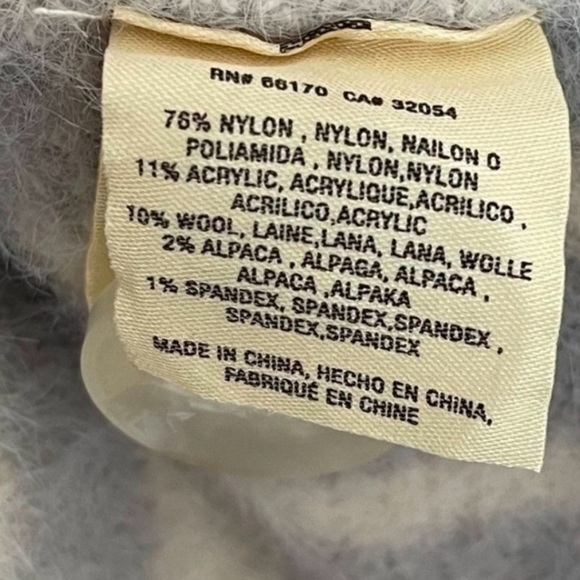 RN# 66170 CA# 32054
76% NYLON , NYLON, NAILON O
POLIAMIDA , NYLON,NYLON
11% ACRYLIC, ACRYLIQUE,ACRILICO ,
ACRILICO,ACRYLIC
10% WOOL, LAINE,LANA, LANA, WOLLE
2% ALPACA , ALPAGA, ALPACA ,
ALPACA ,ALPAKA
1% SPANDEX, SPANDEX,SPANDEX ,
SPANDEX,SPANDEX
MADE IN CHINA, HECHO EN CHINA,
FABRIQUÉ EN CHINE